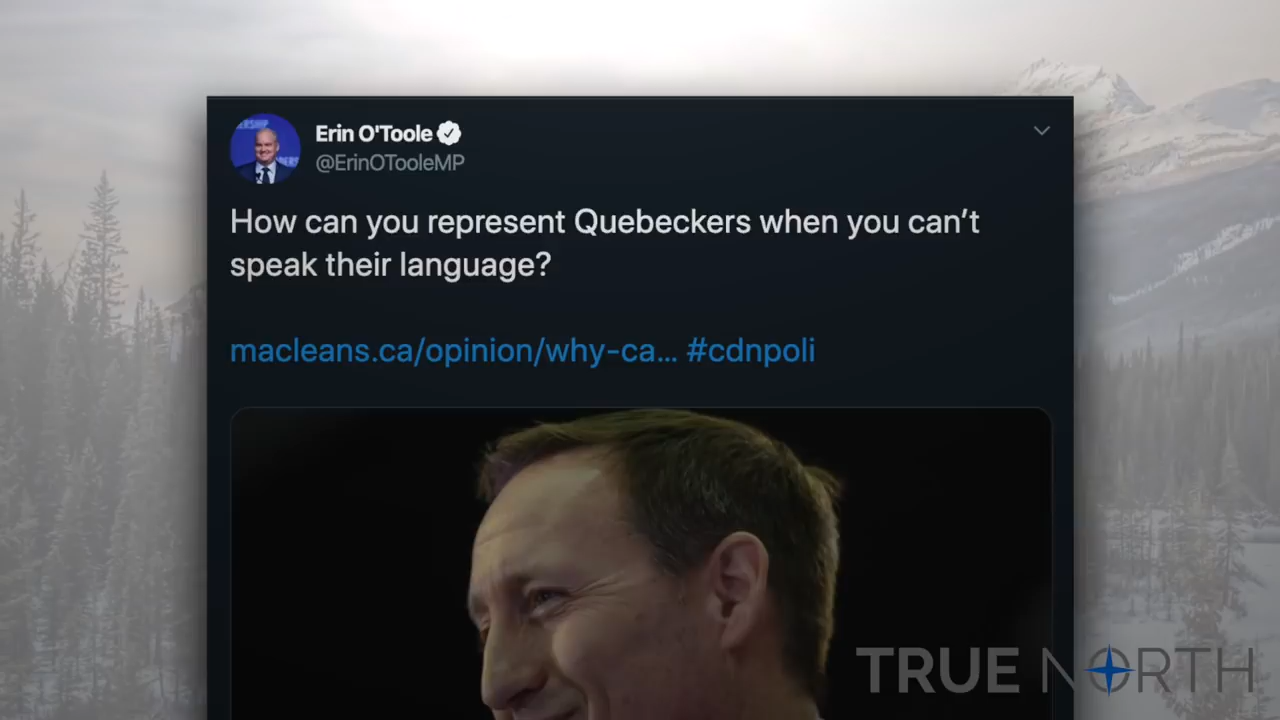 Erin O'Toole
@ErinOTooleMP
How can you represent Quebeckers when you can't
speak their language?
macleans.ca/opinion/why-ca... #cdnpoli
TRUE NORTH